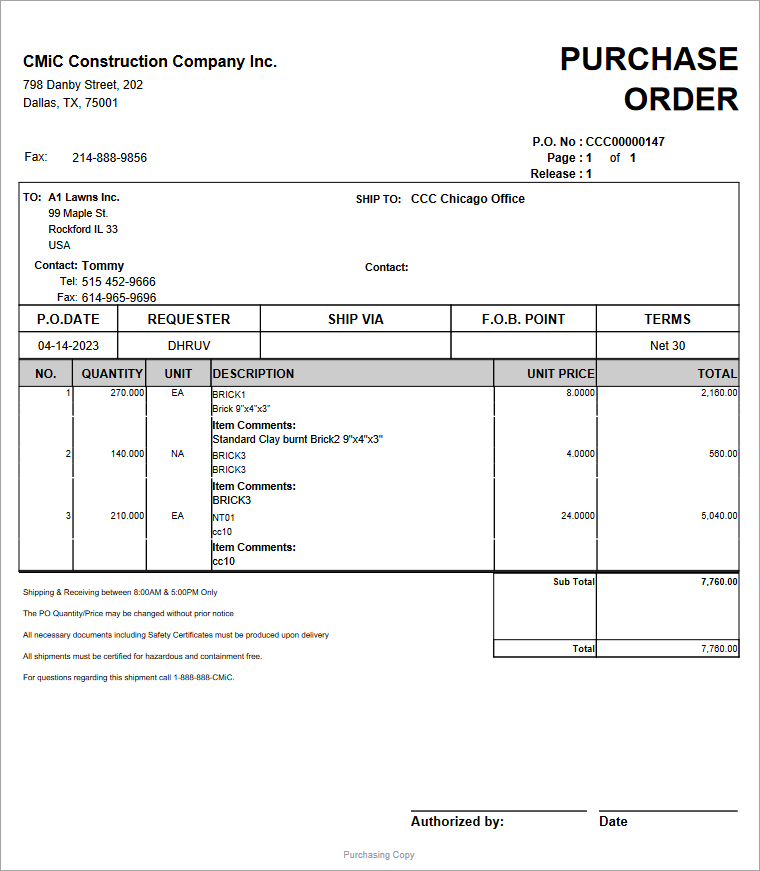 CMiC Construction Company Inc.
798 Danby Street, 202
Dallas, TX, 75001
PURCHASE
ORDER
Fax: 214-888-9856
P.O. No : CCC00000147
Page : 1 of 1
Release : 1
TO: A1 Lawns Inc.
99 Maple St.
Rockford IL 33
USA
Contact: Tommy
Tel: 515 452-9666
Fax: 614-965-9696
SHIP TO: CCC Chicago Office
Contact:
P.O.DATE REQUESTER SHIP VIA F.O.B. POINT TERMS
04-14-2023 DHRUV Net 30
NO. QUANTITY UNIT DESCRIPTION UNIT PRICE TOTAL
1 270.000 EA BRICK1 8.0000 2,160.00
Brick 9"x4"x3"
Item Comments:
Standard Clay burnt Brick2 9"x4"x3"
2 140.000 NA BRICK3 4.0000 560.00
BRICK3
Item Comments:
BRICK3
3 210.000 EA NT01 24.0000 5,040.00
cc10
Item Comments:
cc10
Sub Total 7,760.00
Total 7,760.00
Shipping & Receiving between 8:00AM & 5:00PM Only
The PO Quantity/Price may be changed without prior notice
All necessary documents including Safety Certificates must be produced upon delivery
All shipments must be certified for hazardous and containment free.
For questions regarding this shipment call 1-888-888-CMiC.
Authorized by: Date
Purchasing Copy